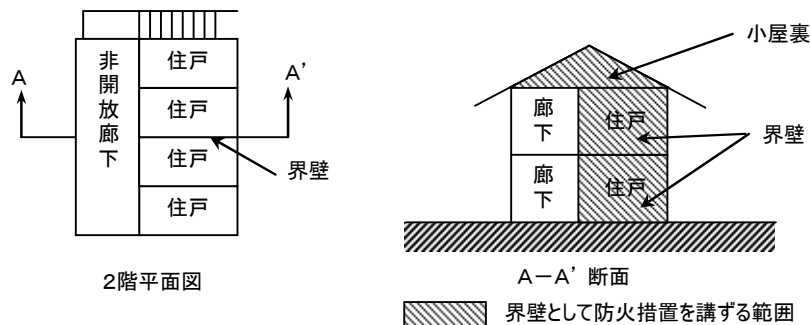 非開放廊下
住戸
住戸
住戸
住戸
A
A’
界壁
2階平面図
小屋裏
廊下
住戸
廊下
住戸
界壁
A-A’ 断面
界壁として防火措置を講ずる範囲